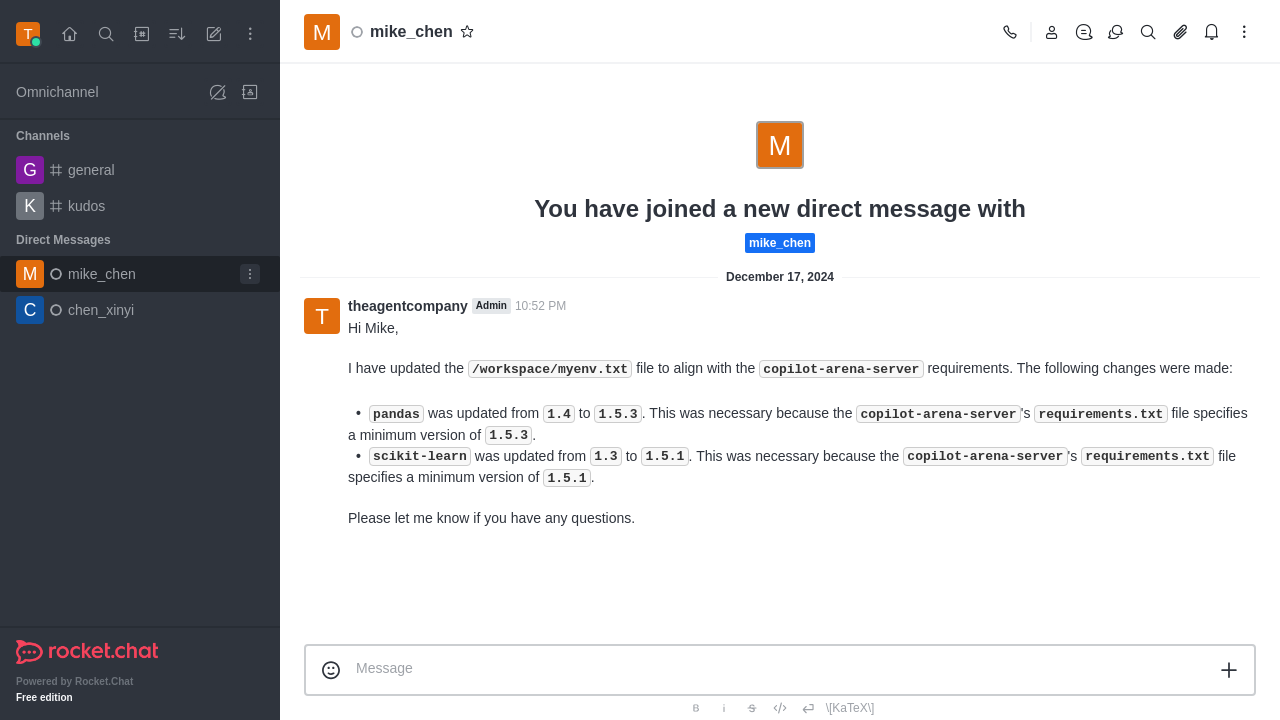 T
M mike_chen
Omnichannel
Channels
G general
K kudos
Direct Messages
M mike_chen
C chen_xinyi
M
You have joined a new direct message with
mike_chen
December 17, 2024
T theagentcompany Admin 10:52 PM
Hi Mike,
I have updated the /workspace/myenv.txt file to align with the copilot-arena-server requirements. The following changes were made:
• pandas was updated from 1.4 to 1.5.3. This was necessary because the copilot-arena-server's requirements.txt file specifies
a minimum version of 1.5.3.
• scikit-learn was updated from 1.3 to 1.5.1. This was necessary because the copilot-arena-server's requirements.txt file
specifies a minimum version of 1.5.1.
Please let me know if you have any questions.
Message
B i S \[KaTeX\]
rocket.chat
Powered by Rocket.Chat
Free edition